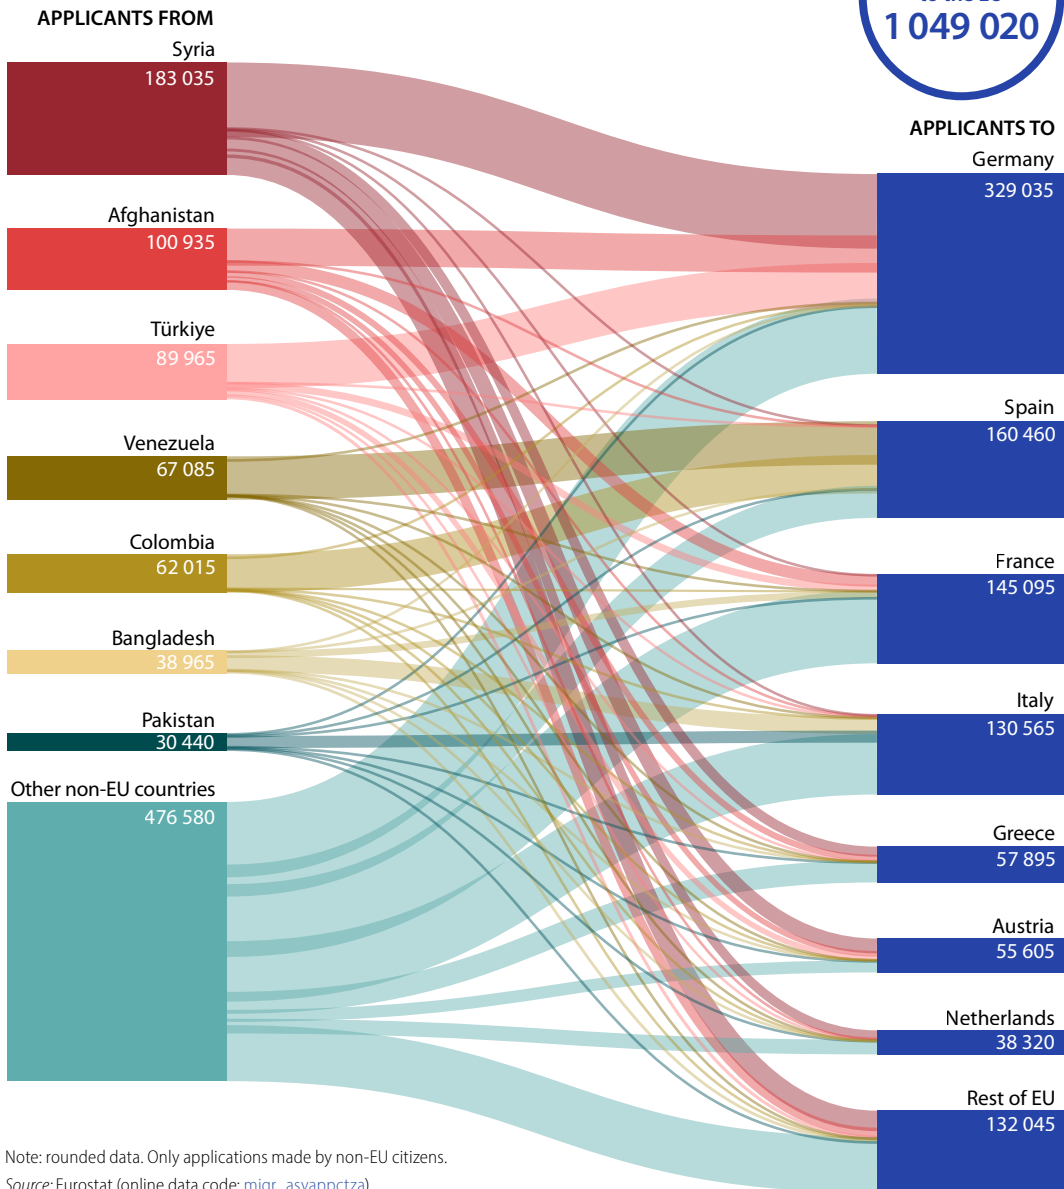 1 049 020
APPLICANTS FROM
Syria
183 035
Afghanistan
100 935
Türkiye
89 965
Venezuela
67 085
Colombia
62 015
Bangladesh
38 965
Pakistan
30 440
Other non-EU countries
476 580
APPLICANTS TO
Germany
329 035
Spain
160 460
France
145 095
Italy
130 565
Greece
57 895
Austria
55 605
Netherlands
38 320
Rest of EU
132 045
Note: rounded data. Only applications made by non-EU citizens.
Source: Eurostat (online data code: migr_asyappctza)